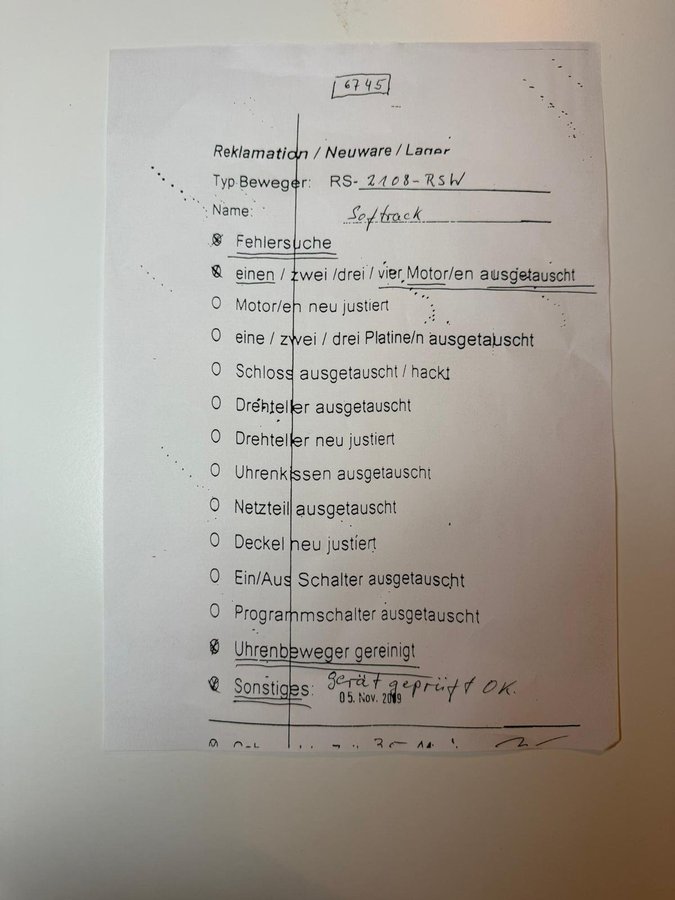 6745
Reklamation / Neuware / Lager
Typ Beweger: RS- 2108-RSW
Name: Softrack
Fehlersuche
einen / zwei /drei / vier Motor/en ausgetauscht
O Motor/en neu justiert
O eine / zwei / drei Platine/n ausgetauscht
O Schloss ausgetauscht / hackt
O Drehteller ausgetauscht
O Drehteller neu justiert
O Uhrenkissen ausgetauscht
O Netzteil ausgetauscht
O Deckel neu justiert
O Ein/Aus Schalter ausgetauscht
O Programmschalter ausgetauscht
Uhrenbeweger gereinigt
Sonstiges: Gerät geprüft OK.
05. Nov. 2019